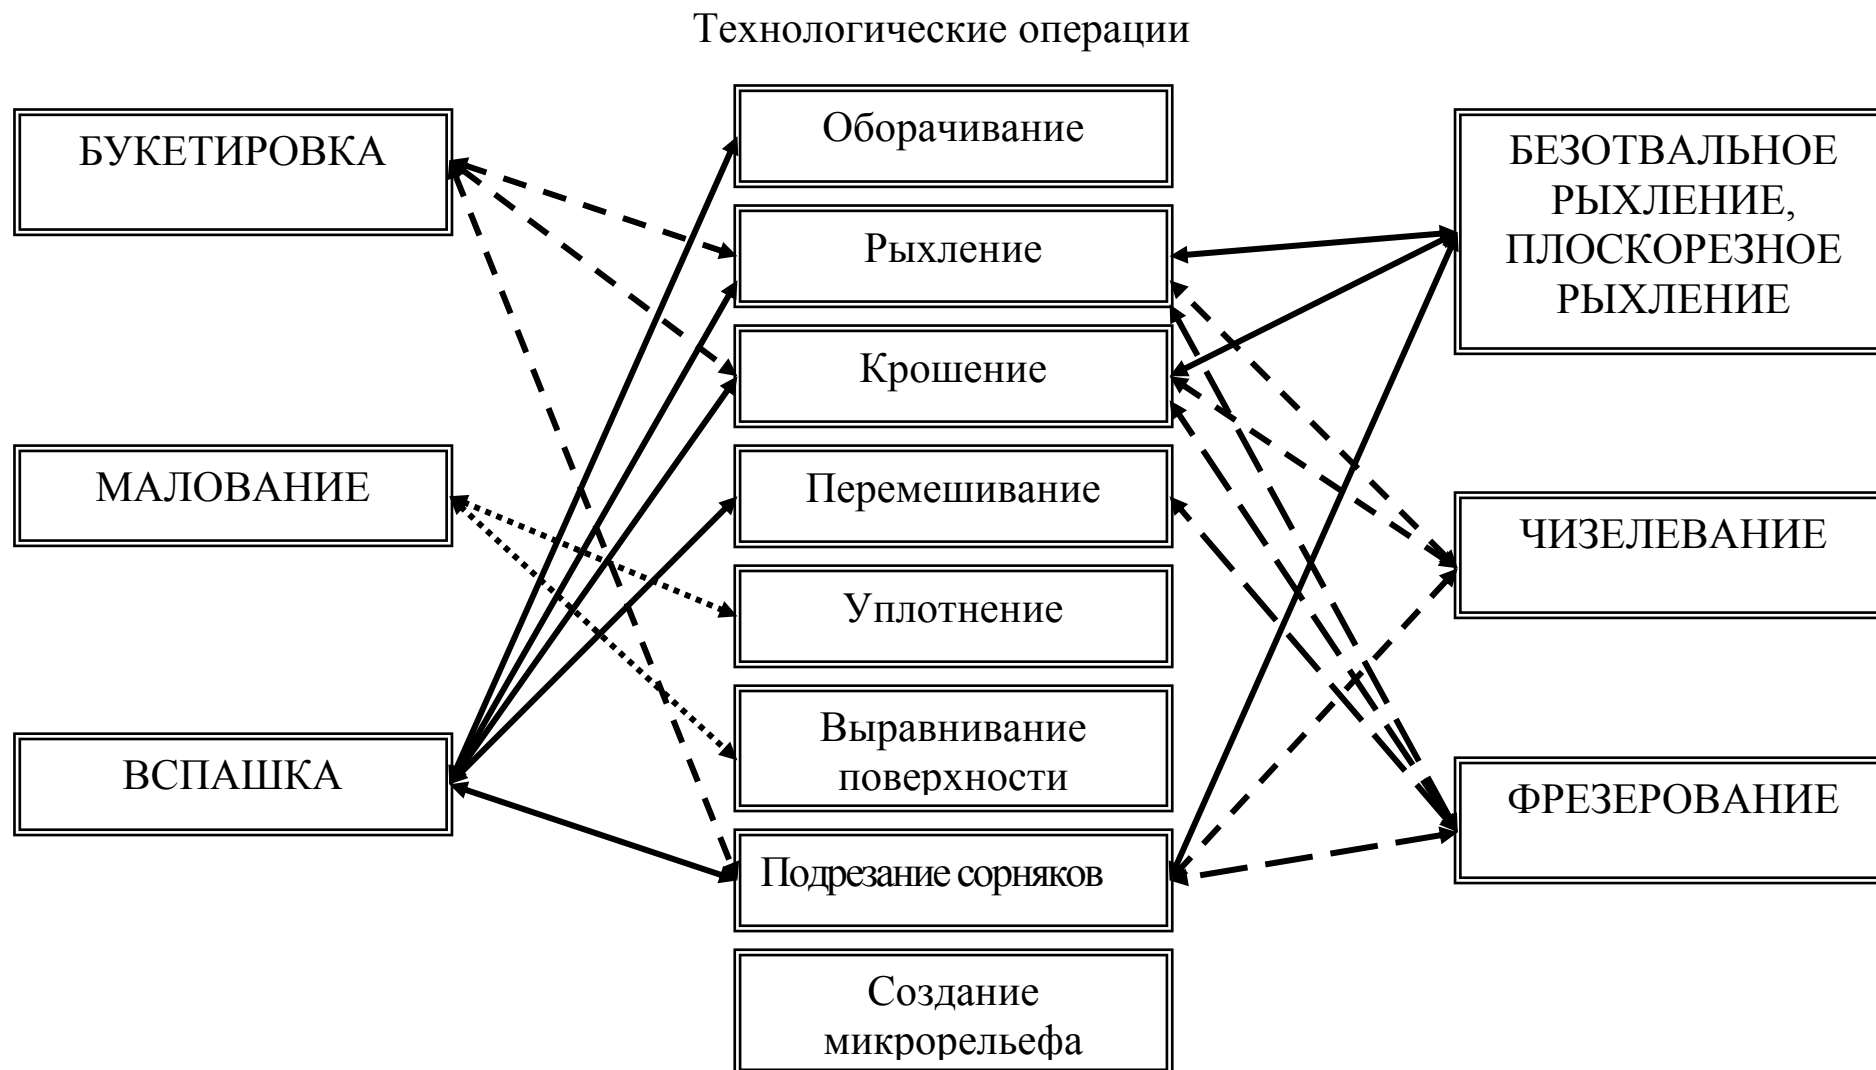 Технологические операции
БУКЕТИРОВКА
МАЛОВАНИЕ
ВСПАШКА
Оборачивание
Рыхление
Крошение
Перемешивание
Уплотнение
Выравнивание
поверхности
Подрезание сорняков
Создание
микрорельефа
БЕЗОТВАЛЬНОЕ
РЫХЛЕНИЕ,
ПЛОСКОРЕЗНОЕ
РЫХЛЕНИЕ
ЧИЗЕЛЕВАНИЕ
ФРЕЗЕРОВАНИЕ